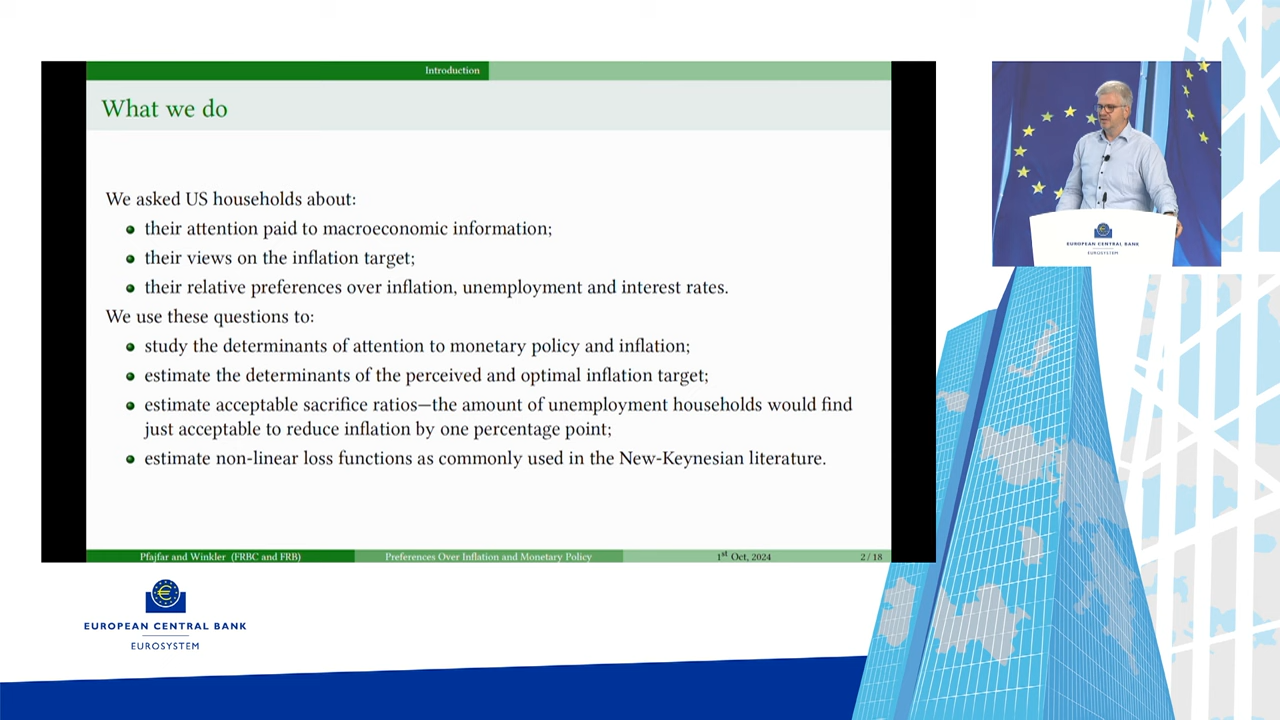 Introduction
What we do
We asked US households about:
their attention paid to macroeconomic information;
their views on the inflation target;
their relative preferences over inflation, unemployment and interest rates.
We use these questions to:
study the determinants of attention to monetary policy and inflation;
estimate the determinants of the perceived and optimal inflation target;
estimate acceptable sacrifice ratios—the amount of unemployment households would find
just acceptable to reduce inflation by one percentage point;
estimate non-linear loss functions as commonly used in the New-Keynesian literature.
Pfajfar and Winkler (FRBC and FRB) Preferences Over Inflation and Monetary Policy 1st Oct, 2024 2 / 18
EUROPEAN CENTRAL BANK
EUROSYSTEM
EUROPEAN CENTRAL BANK
EUROSYSTEM